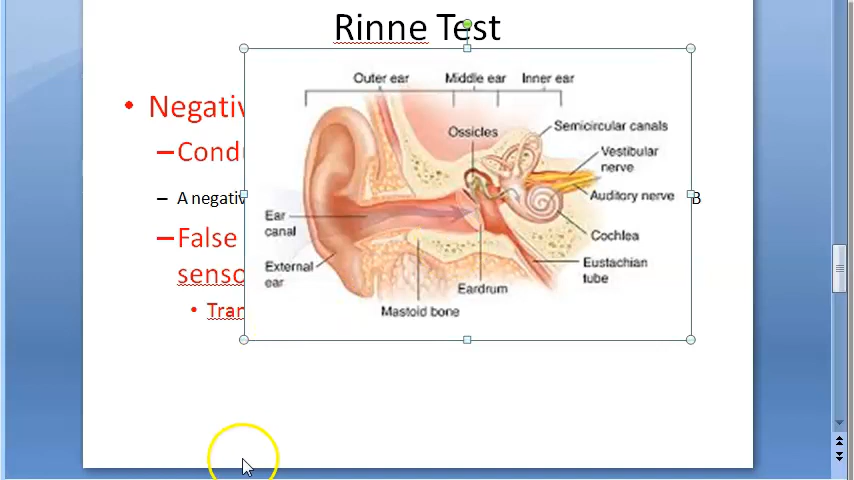 Rinne Test
• Negativ
–Condu
– A negativ B
–False
senso
• Tran
Outer ear Middle ear Inner ear
Ossicles
Semicircular canals
Vestibular
nerve
Auditory nerve
Ear
canal
Cochlea
External
ear
Eustachian
tube
Eardrum
Mastoid bone